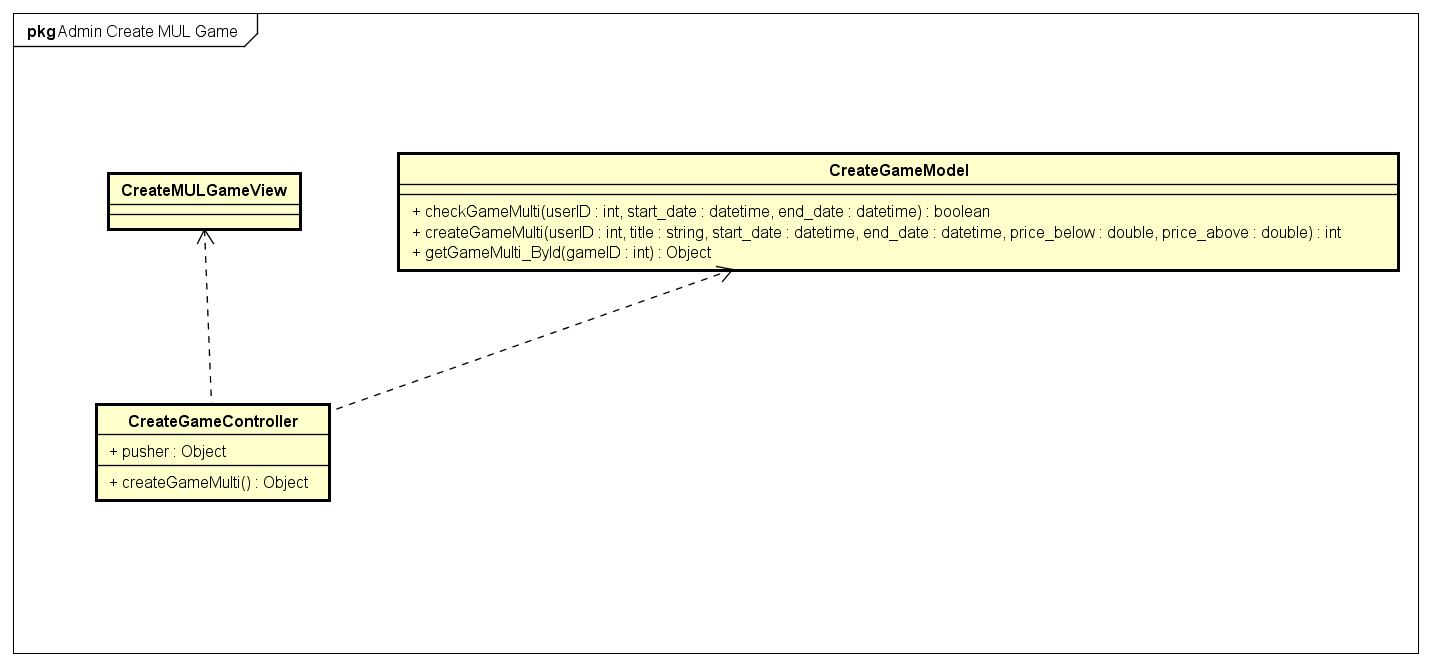 pkg Admin Create MUL Game
CreateMULGameView
CreateGameModel
+ checkGameMulti(userID : int, start_date : datetime, end_date : datetime) : boolean
+ createGameMulti(userID : int, title : string, start_date : datetime, end_date : datetime, price_below : double, price_above : double) : int
+ getGameMulti_ById(gameID : int) : Object
CreateGameController
+ pusher : Object
+ createGameMulti() : Object